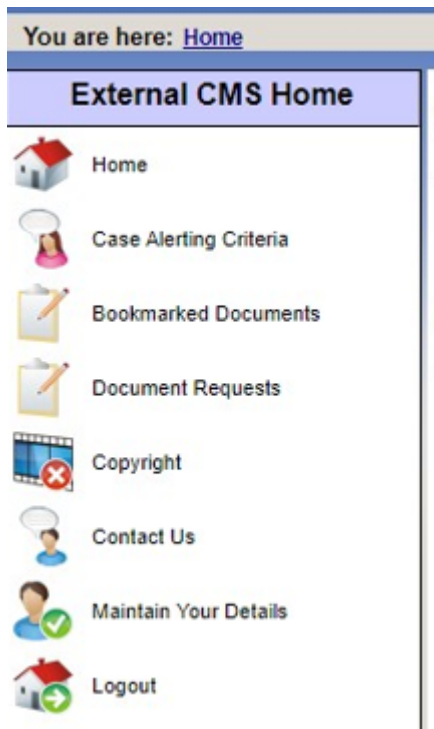 You are here: Home
External CMS Home
Home
Case Alerting Criteria
Bookmarked Documents
Document Requests
Copyright
Contact Us
Maintain Your Details
Logout